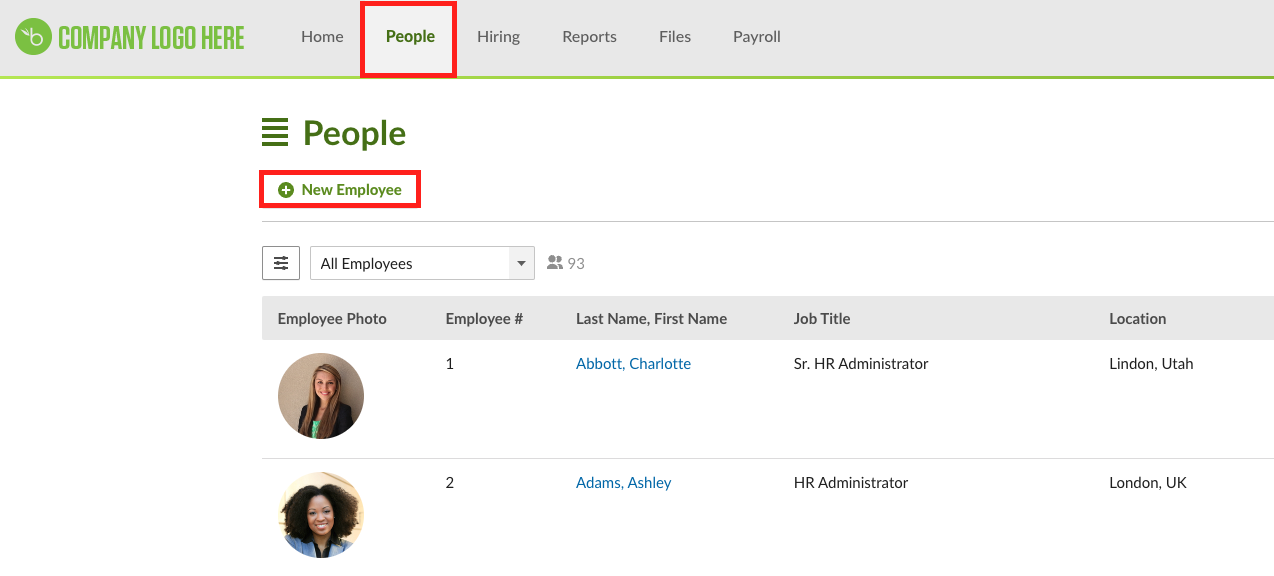 COMPANY LOGO HERE
Home People Hiring Reports Files Payroll
People
New Employee
All Employees 93
Employee Photo Employee # Last Name, First Name Job Title Location
1 Abbott, Charlotte Sr. HR Administrator Lindon, Utah
2 Adams, Ashley HR Administrator London, UK